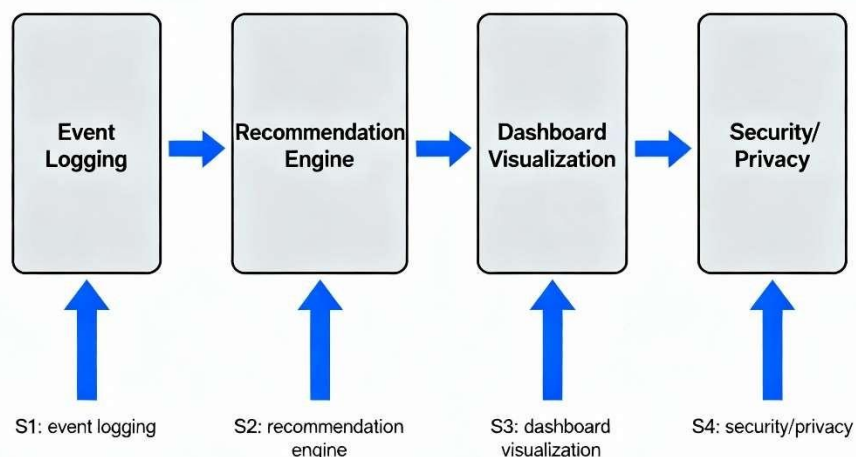 Event
Logging
Recommendation
Engine
Dashboard
Visualization
Security/
Privacy
S1: event logging
S2: recommendation
engine
S3: dashboard
visualization
S4: security/privacy